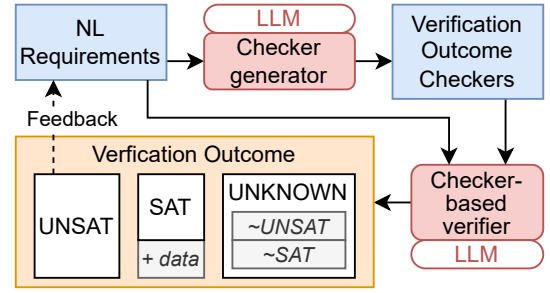 NL
Requirements
LLM
Checker
generator
Verification
Outcome
Checkers
Feedback
Verfication Outcome
UNSAT
SAT
+ data
UNKNOWN
~UNSAT
~SAT
Checker-
based
verifier
LLM